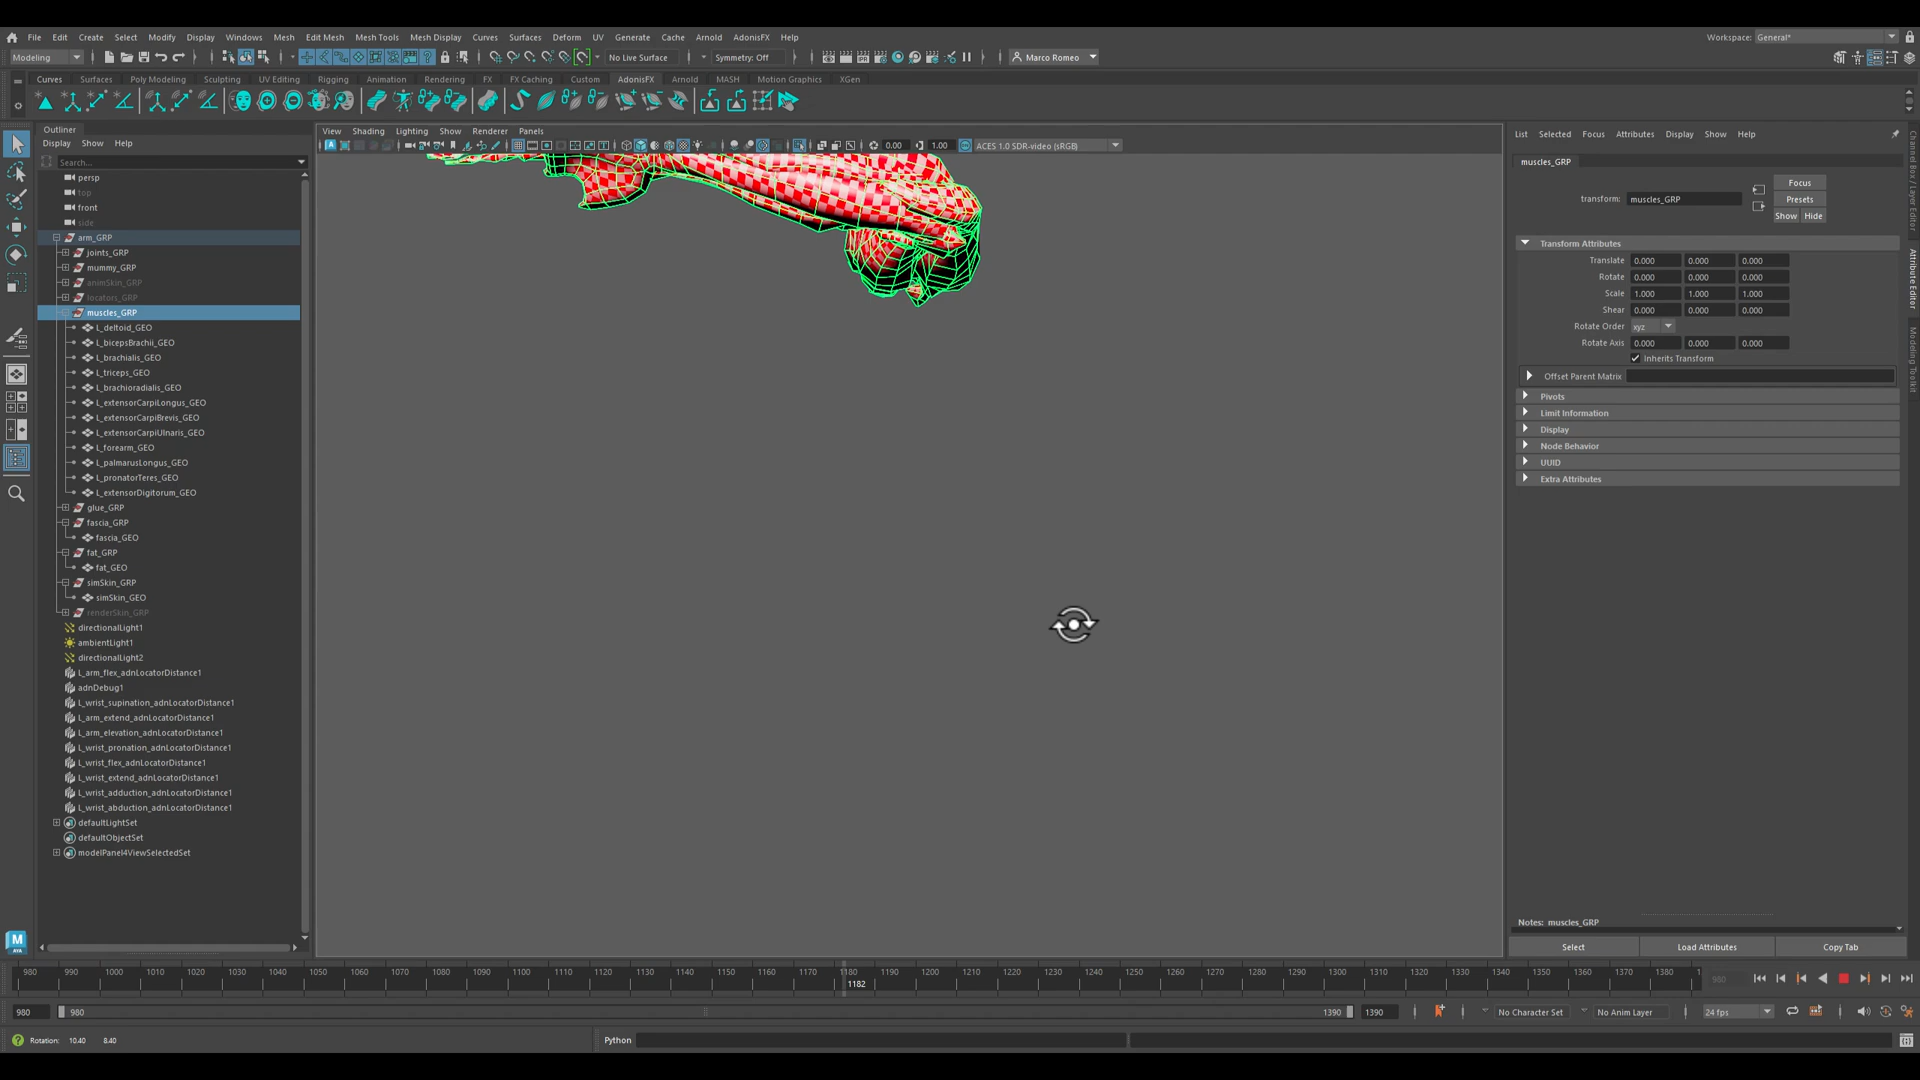 File Edit Create Select Modify Display Windows Mesh Edit Mesh Mesh Tools Mesh Display Curves Surfaces Deform UV Generate Cache Arnold AdonisFX Help
Workspace: General*
Modeling
No Live Surface
Symmetry: Off
Marco Romeo
Curves Surfaces Poly Modeling Sculpting UV Editing Rigging Animation Rendering FX FX Caching Custom AdonisFX Arnold MASH Motion Graphics XGen
Outliner
Display Show Help
Search...
persp
top
front
side
arm_GRP
joints_GRP
mummy_GRP
animSkin_GRP
locators_GRP
muscles_GRP
L_deltoid_GEO
L_bicepsBrachii_GEO
L_brachialis_GEO
L_triceps_GEO
L_brachioradialis_GEO
L_extensorCarpiLongus_GEO
L_extensorCarpiBrevis_GEO
L_extensorCarpiUlnaris_GEO
L_forearm_GEO
L_palmarusLongus_GEO
L_pronatorTeres_GEO
L_extensorDigitorum_GEO
glue_GRP
fascia_GRP
fascia_GEO
fat_GRP
fat_GEO
simSkin_GRP
simSkin_GEO
renderSkin_GRP
directionalLight1
ambientLight1
directionalLight2
L_arm_flex_adnLocatorDistance1
adnDebug1
L_wrist_supination_adnLocatorDistance1
L_arm_extend_adnLocatorDistance1
L_arm_elevation_adnLocatorDistance1
L_wrist_pronation_adnLocatorDistance1
L_wrist_flex_adnLocatorDistance1
L_wrist_extend_adnLocatorDistance1
L_wrist_adduction_adnLocatorDistance1
L_wrist_abduction_adnLocatorDistance1
defaultLightSet
defaultObjectSet
modelPanel4ViewSelectedSet
View Shading Lighting Show Renderer Panels
0.00 1.00 ACES 1.0 SDR-video (sRGB)
List Selected Focus Attributes Display Show Help
muscles_GRP
transform: muscles_GRP
Focus
Presets
Show Hide
Transform Attributes
Translate 0.000 0.000 0.000
Rotate 0.000 0.000 0.000
Scale 1.000 1.000 1.000
Shear 0.000 0.000 0.000
Rotate Order xyz
Rotate Axis 0.000 0.000 0.000
Inherits Transform
Offset Parent Matrix
Pivots
Limit Information
Display
Node Behavior
UUID
Extra Attributes
Notes: muscles_GRP
Select Load Attributes Copy Tab
Channel Box / Layer Editor
Attribute Editor
Modeling Toolkit
980 990 1000 1010 1020 1030 1040 1050 1060 1070 1080 1090 1100 1110 1120 1130 1140 1150 1160 1170 1180 1190 1200 1210 1220 1230 1240 1250 1260 1270 1280 1290 1300 1310 1320 1330 1340 1350 1360 1370 1380 1
1182
980
980 980 1390 1390
No Character Set
No Anim Layer
24 fps
Rotation: 10.40 8.40
Python
M